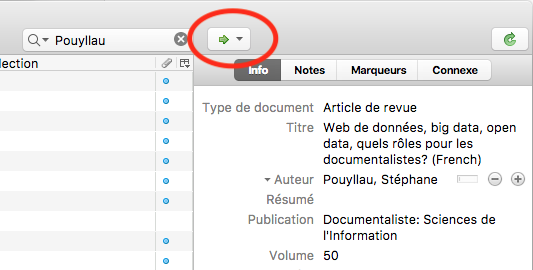 Pouyllau
llection
Info Notes Marqueurs Connexe
Type de document Article de revue
Titre Web de données, big data, open
data, quels rôles pour les
documentalistes? (French)
Auteur Pouyllau, Stéphane
Résumé
Publication Documentaliste: Sciences de
l'Information
Volume 50